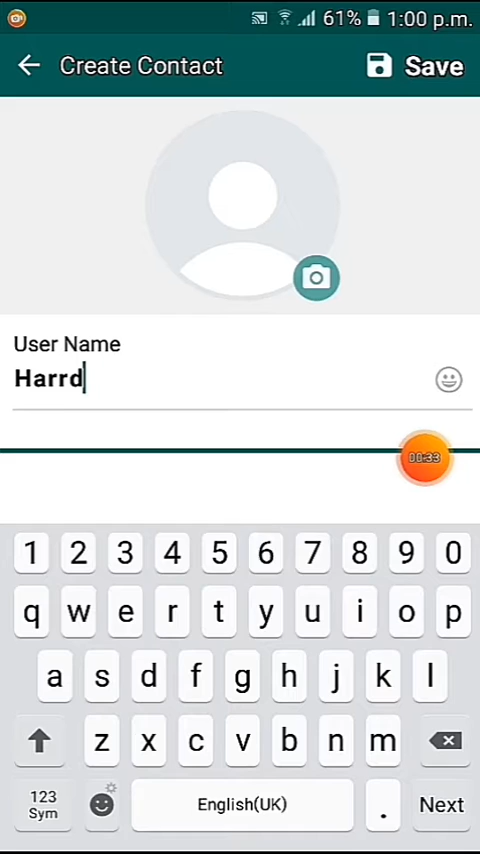 61% 1:00 p.m.
Create Contact Save
User Name
Harrd
00:33
1 2 3 4 5 6 7 8 9 0
q w e r t y u i o p
a s d f g h j k l
z x c v b n m
123
Sym English(UK) . Next